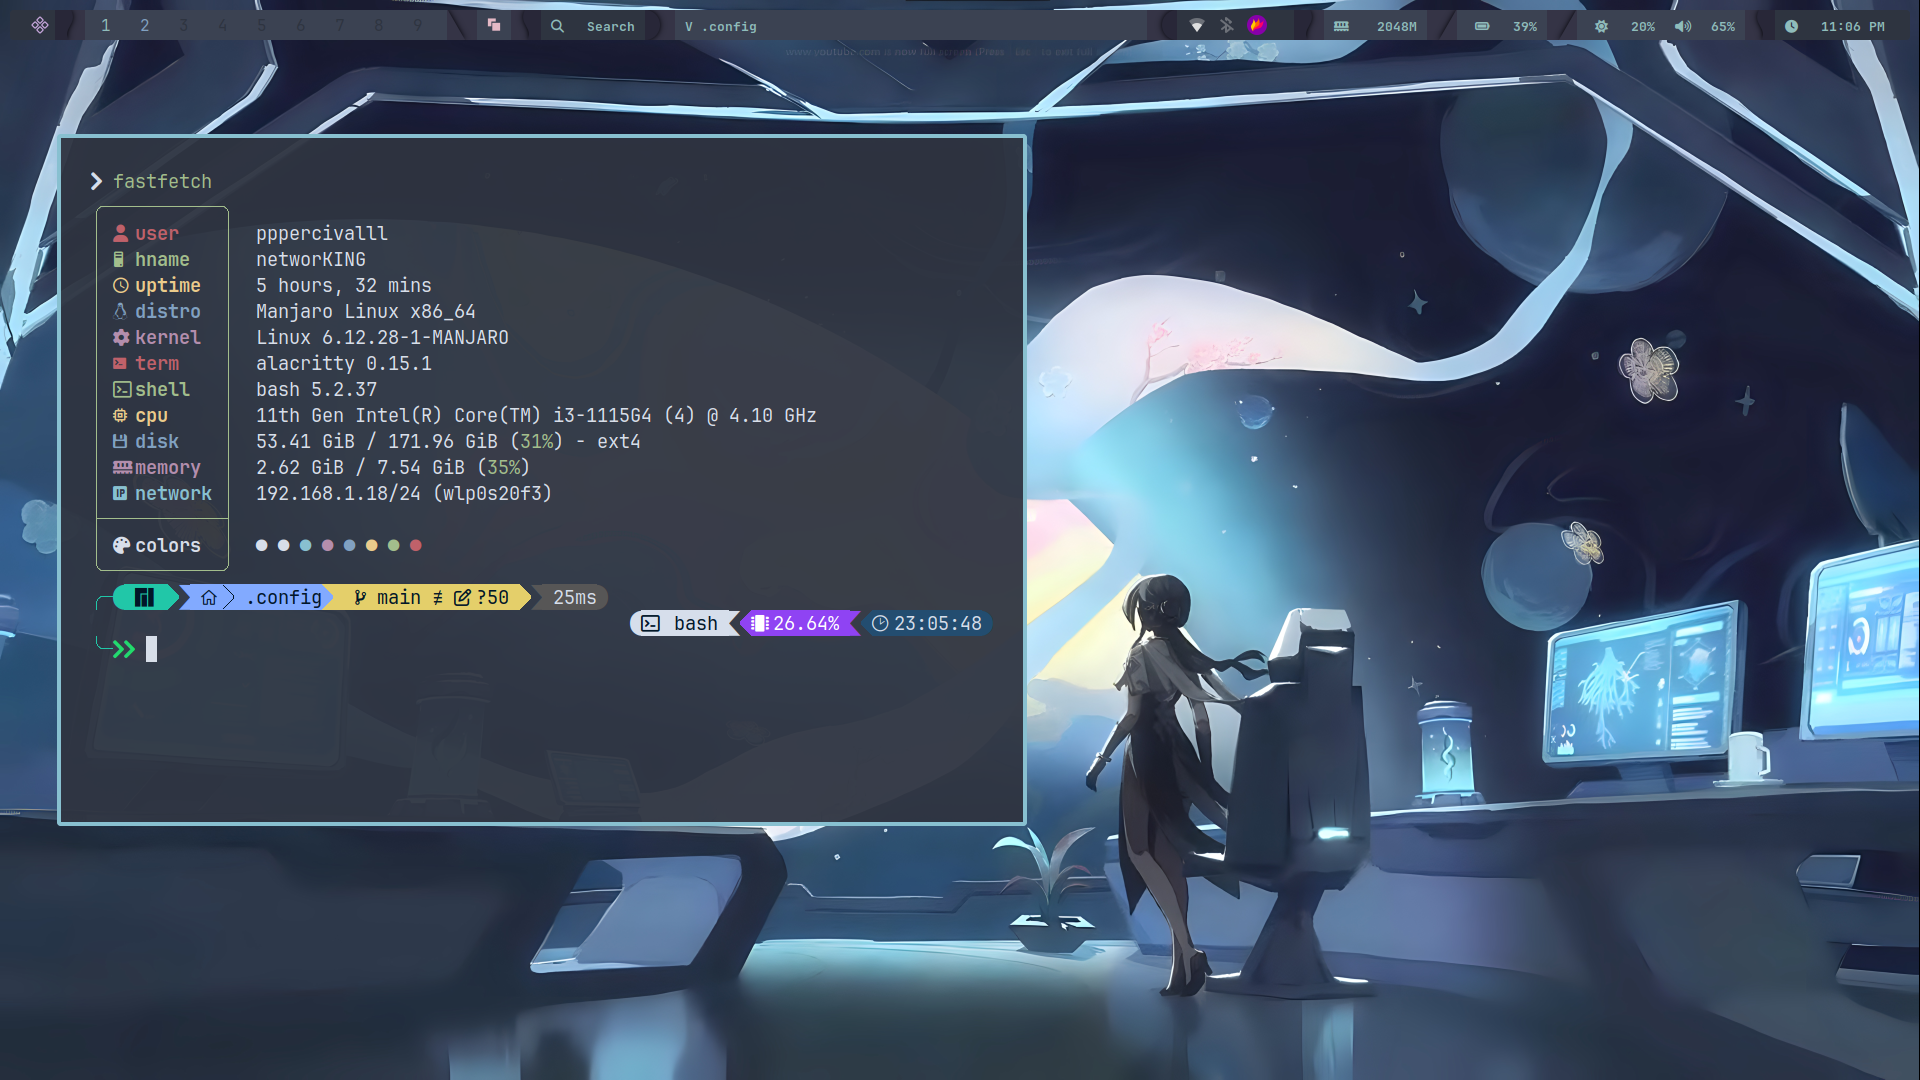 1 2 3 4 5 6 7 8 9 Search V .config 2048M 39% 20% 65% 11:06 PM
fastfetch
user pppercivalll
hname networKING
uptime 5 hours, 32 mins
distro Manjaro Linux x86_64
kernel Linux 6.12.28-1-MANJARO
term alacritty 0.15.1
shell bash 5.2.37
cpu 11th Gen Intel(R) Core(TM) i3-1115G4 (4) @ 4.10 GHz
disk 53.41 GiB / 171.96 GiB (31%) - ext4
memory 2.62 GiB / 7.54 GiB (35%)
network 192.168.1.18/24 (wlp0s20f3)
colors
.config main ≢ ?50 25ms
bash 26.64% 23:05:48